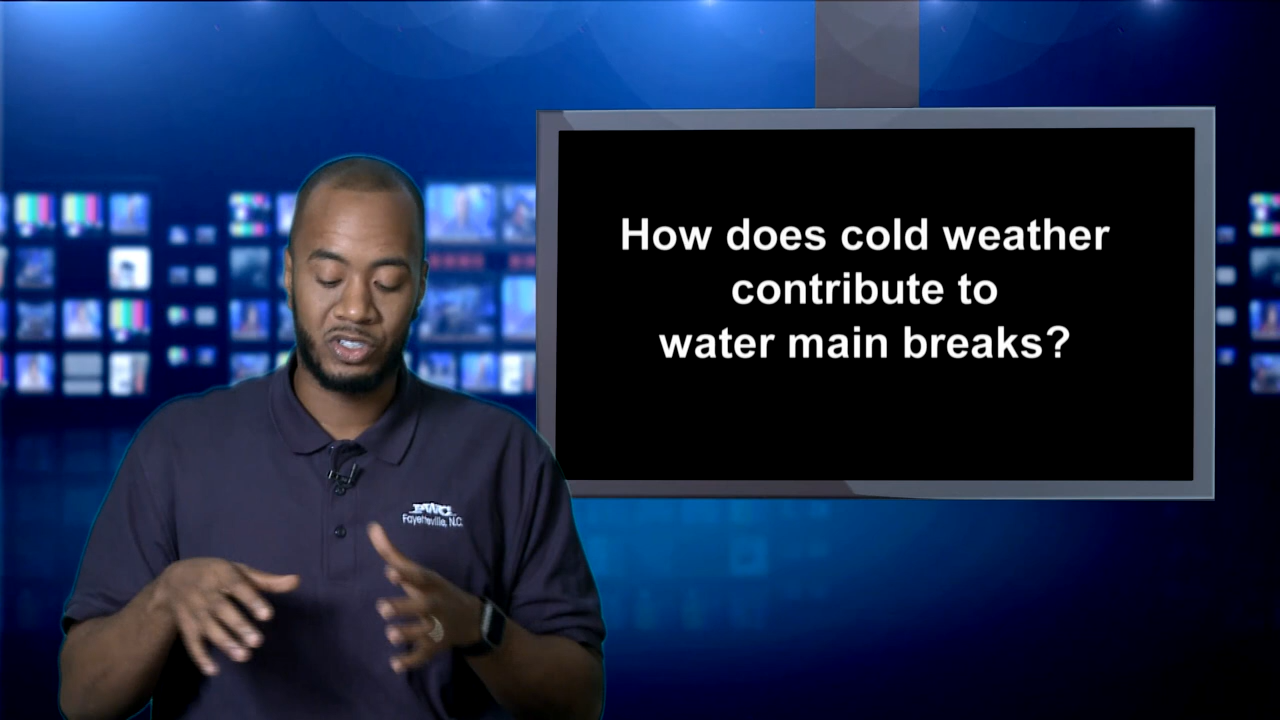 How does cold weather
contribute to
water main breaks?
PWC
Fayetteville, N.C.